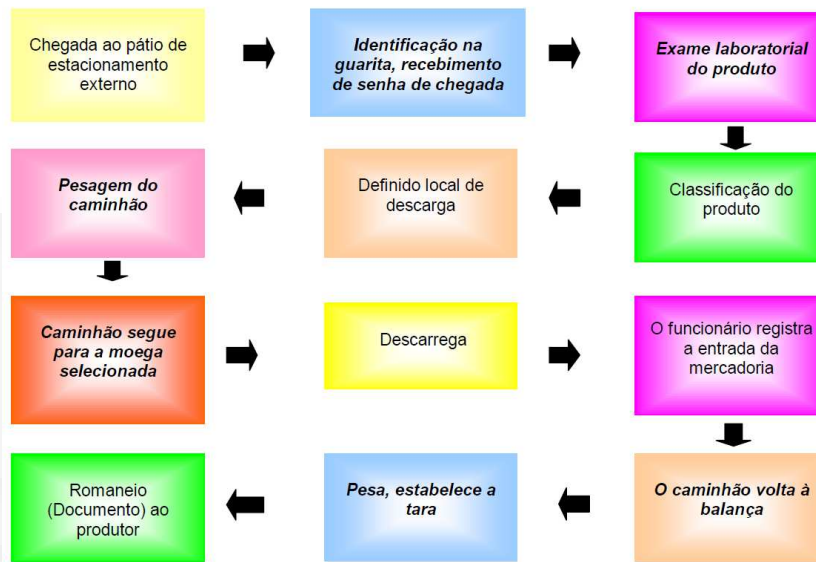 Chegada ao pátio de
estacionamento
externo
Identificação na
guarita, recebimento
de senha de chegada
Exame laboratorial
do produto
Classificação do
produto
Definido local de
descarga
Pesagem do
caminhão
Caminhão segue
para a moega
selecionada
Descarrega
O funcionário registra
a entrada da
mercadoria
O caminhão volta à
balança
Pesa, estabelece a
tara
Romaneio
(Documento) ao
produtor